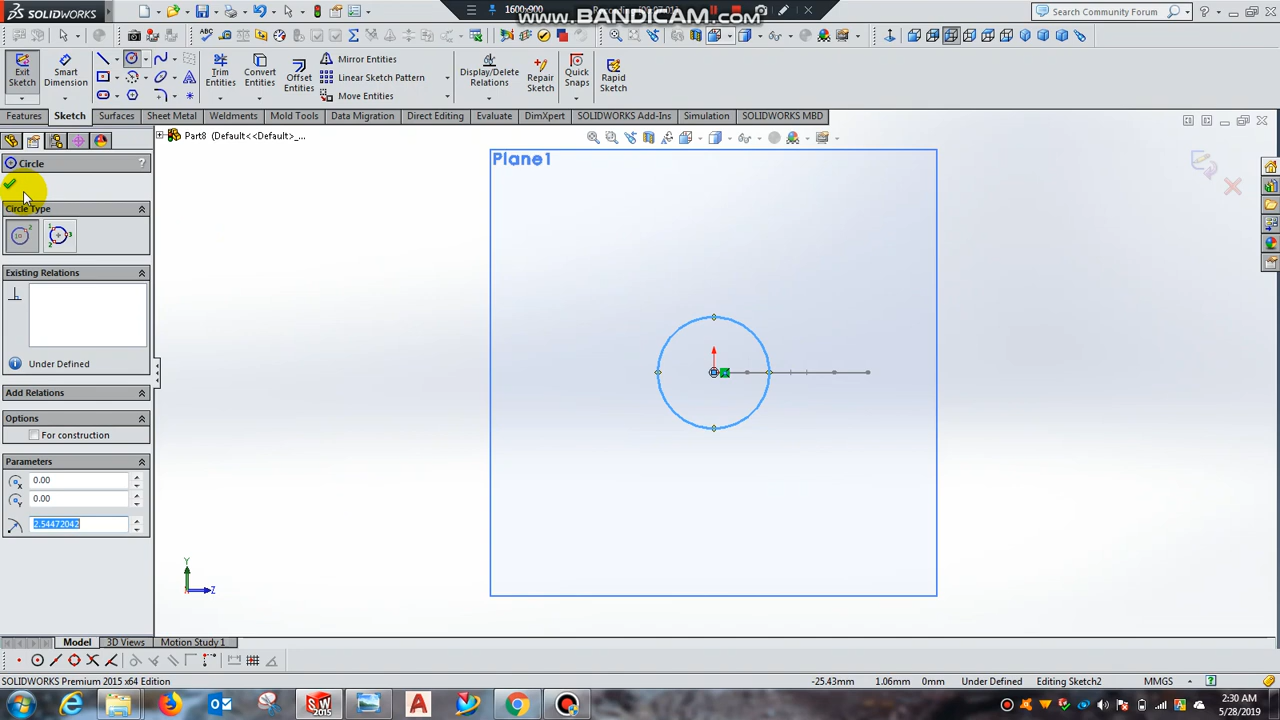 SOLIDWORKS
1600x900
www.BANDICAM.com
Search Community Forum
Exit Sketch
Smart Dimension
Trim Entities
Convert Entities
Offset Entities
Mirror Entities
Linear Sketch Pattern
Move Entities
Display/Delete Relations
Repair Sketch
Quick Snaps
Rapid Sketch
Features
Sketch
Surfaces
Sheet Metal
Weldments
Mold Tools
Data Migration
Direct Editing
Evaluate
DimXpert
SOLIDWORKS Add-Ins
Simulation
SOLIDWORKS MBD
Part8 (Default<<Default>_...
Circle
?
Circle Type
Existing Relations
Under Defined
Add Relations
Options
For construction
Parameters
0.00
0.00
2.54472042
Plane1
Y
Z
Model
3D Views
Motion Study 1
SOLIDWORKS Premium 2015 x64 Edition
-25.43mm
1.06mm
0mm
Under Defined
Editing Sketch2
MMGS
2:30 AM
5/28/2019